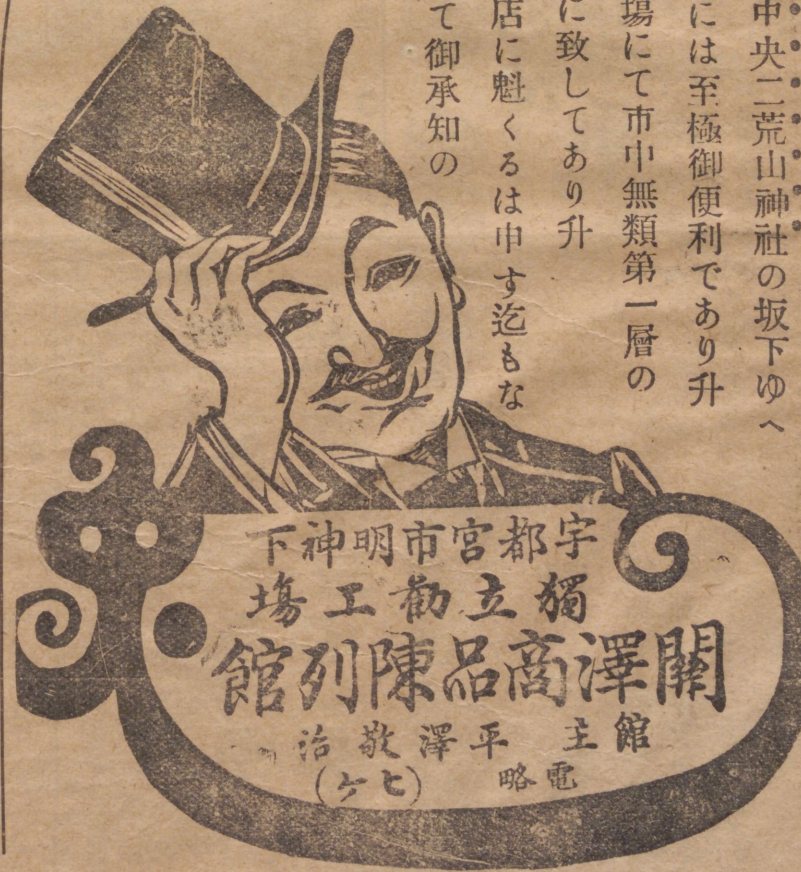 中央二荒山神社の坂下ゆへ
には至極御便利であり升
場にて市中無類第一層の
に致してあり升
店に魁くるは申す迄もな
て御承知の
宇都宮市明神下
獨立勸工塲
關澤商品陳列館
館主　平澤敬治
電略（ヒケ）